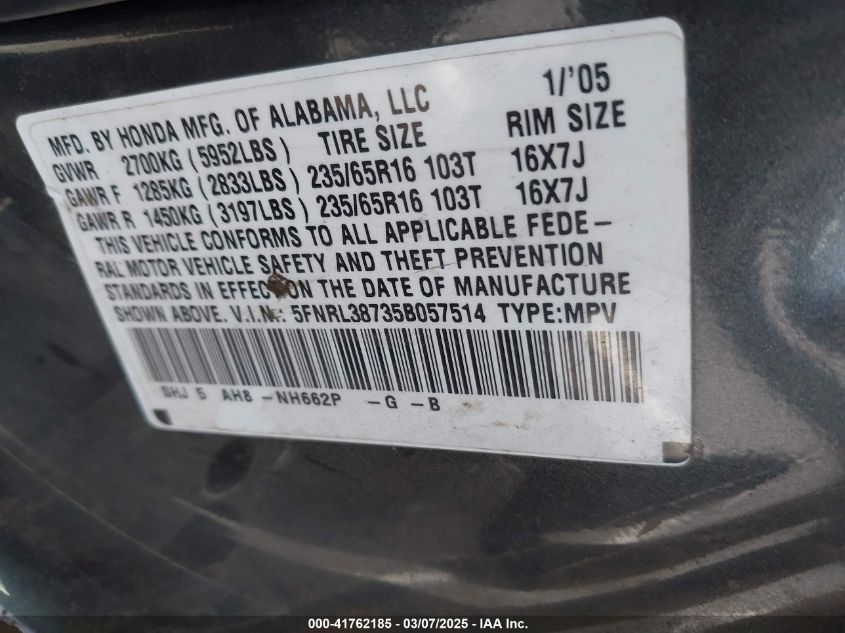 MFD. BY HONDA MFG. OF ALABAMA, LLC 1/'05
GVWR 2700KG (5952LBS) TIRE SIZE RIM SIZE
GAWR F 1285KG (2833LBS) 235/65R16 103T 16X7J
GAWR R 1450KG (3197LBS) 235/65R16 103T 16X7J
THIS VEHICLE CONFORMS TO ALL APPLICABLE FEDE-
RAL MOTOR VEHICLE SAFETY AND THEFT PREVENTION
STANDARDS IN EFFECT ON THE DATE OF MANUFACTURE
SHOWN ABOVE. V.I.N.: 5FNRL38735B057514 TYPE:MPV
SHJ 5 AH8 -NH662P -G -B
000-41762185 - 03/07/2025 - IAA Inc.